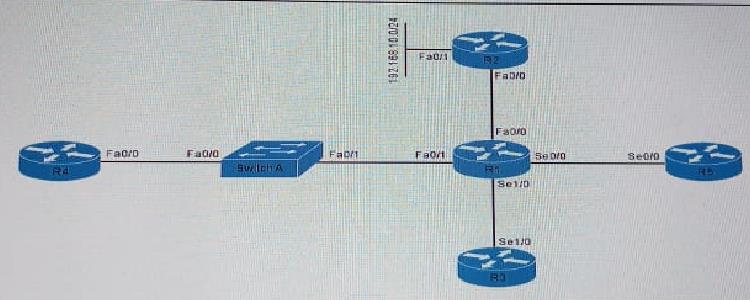 192.168.10.0/24
Fa0/1
R2
Fa0/0
Fa0/0
R4
Fa0/0
Fa0/0
Switch A
Fa0/1
Fa0/1
R1
Se0/0
Se0/0
R5
Se1/0
Se1/0
R3